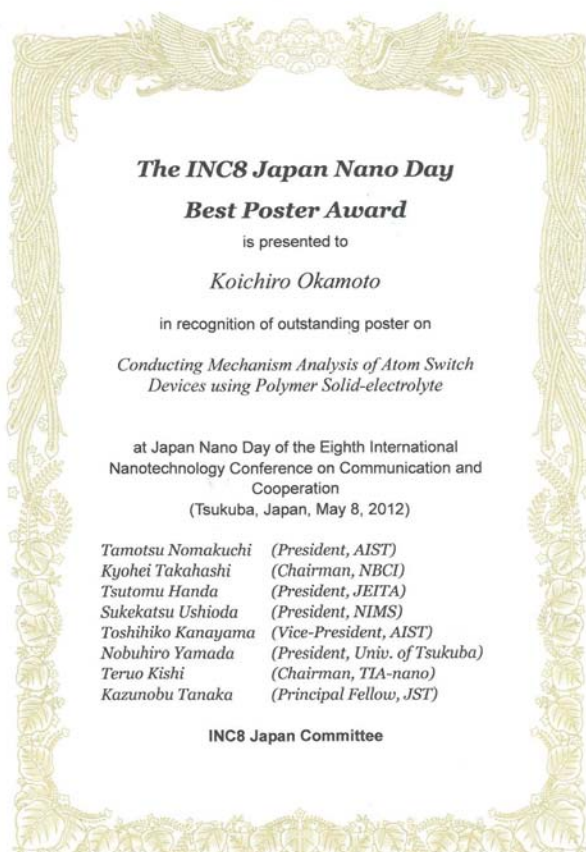 The INC8 Japan Nano Day
Best Poster Award
is presented to
Koichiro Okamoto
in recognition of outstanding poster on
Conducting Mechanism Analysis of Atom Switch
Devices using Polymer Solid-electrolyte
at Japan Nano Day of the Eighth International
Nanotechnology Conference on Communication and
Cooperation
(Tsukuba, Japan, May 8, 2012)
Tamotsu Nomakuchi (President, AIST)
Kyohei Takahashi (Chairman, NBCI)
Tsutomu Handa (President, JEITA)
Sukekatsu Ushioda (President, NIMS)
Toshihiko Kanayama (Vice-President, AIST)
Nobuhiro Yamada (President, Univ. of Tsukuba)
Teruo Kishi (Chairman, TIA-nano)
Kazunobu Tanaka (Principal Fellow, JST)
INC8 Japan Committee